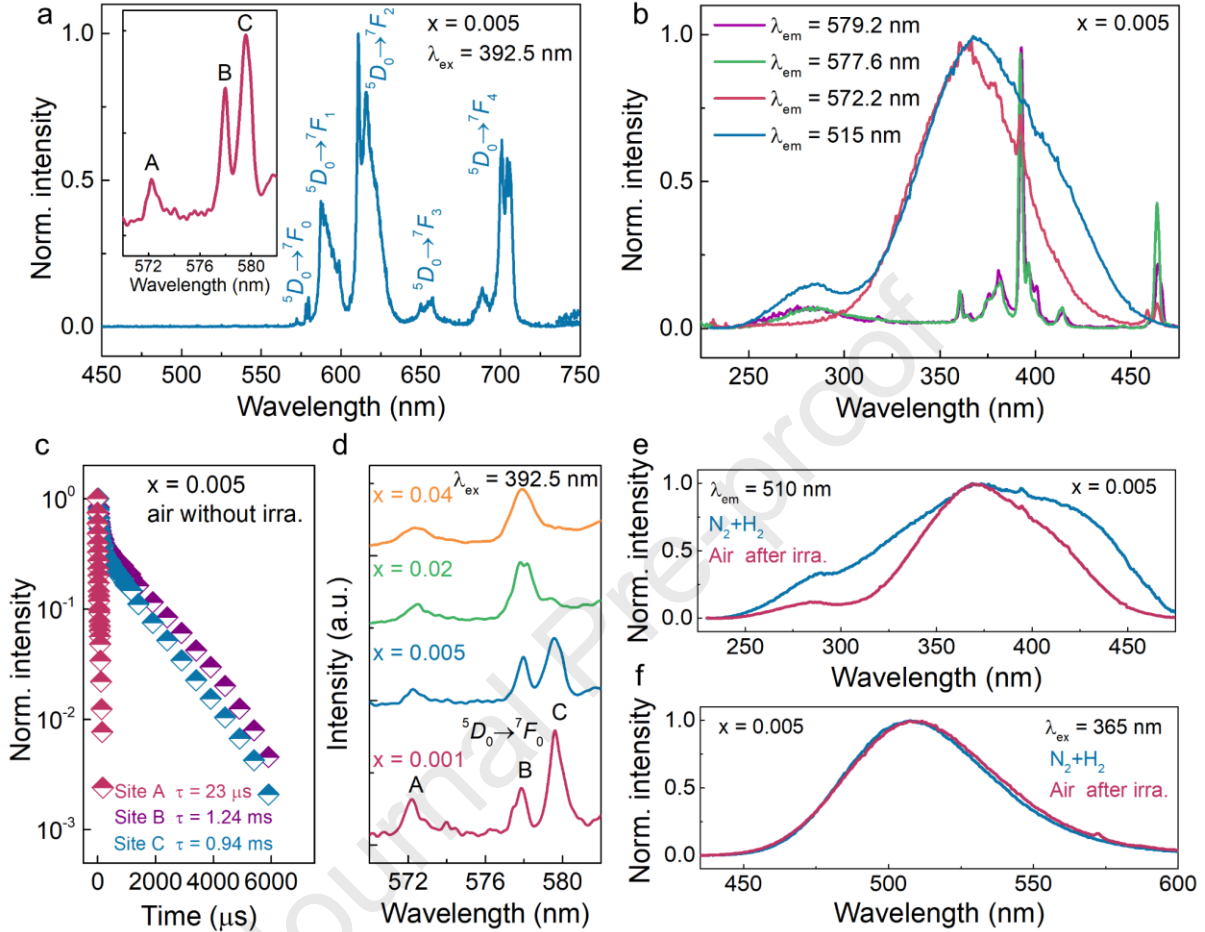 a
x = 0.005
λex = 392.5 nm
A
B
C
572 576 580
Wavelength (nm)
⁵D₀→⁷F₀
⁵D₀→⁷F₁
⁵D₀→⁷F₂
⁵D₀→⁷F₃
⁵D₀→⁷F₄
1.0
0.5
0.0
Norm. intensity
450 500 550 600 650 700 750
Wavelength (nm)
b
λem = 579.2 nm
λem = 577.6 nm
λem = 572.2 nm
λem = 515 nm
x = 0.005
1.0
0.5
0.0
Norm. intensity
250 300 350 400 450
Wavelength (nm)
c
x = 0.005
air without irra.
10⁰
10⁻¹
10⁻²
10⁻³
Norm. intensity
Site A τ = 23 μs
Site B τ = 1.24 ms
Site C τ = 0.94 ms
0 2000 4000 6000
Time (μs)
d
λex = 392.5 nm
x = 0.04
x = 0.02
x = 0.005
⁵D₀→⁷F₀
x = 0.001
A
B
C
Intensity (a.u.)
572 576 580
Wavelength (nm)
e
λem = 510 nm
x = 0.005
N₂+H₂
Air after irra.
1.0
0.5
0.0
Norm. intensity
250 300 350 400 450
Wavelength (nm)
f
x = 0.005
λex = 365 nm
N₂+H₂
Air after irra.
1.0
0.5
0.0
Norm. intensity
450 500 550 600
Wavelength (nm)
Journal Pre-proof